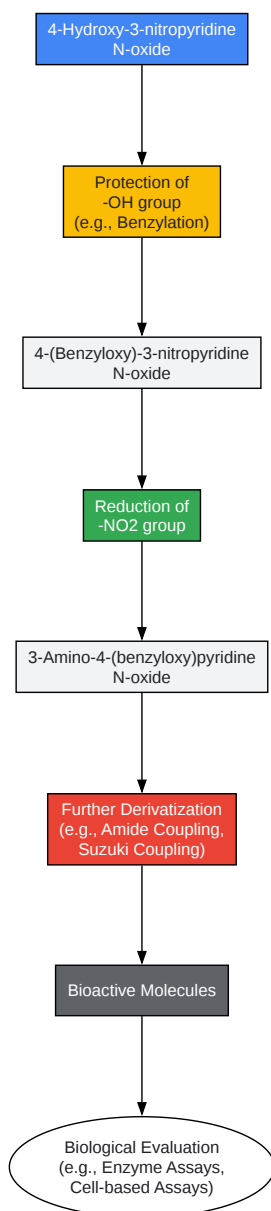 4-Hydroxy-3-nitropyridine
N-oxide
Protection of
-OH group
(e.g., Benzylation)
4-(Benzyloxy)-3-nitropyridine
N-oxide
Reduction of
-NO2 group
3-Amino-4-(benzyloxy)pyridine
N-oxide
Further Derivatization
(e.g., Amide Coupling,
Suzuki Coupling)
Bioactive Molecules
Biological Evaluation
(e.g., Enzyme Assays,
Cell-based Assays)